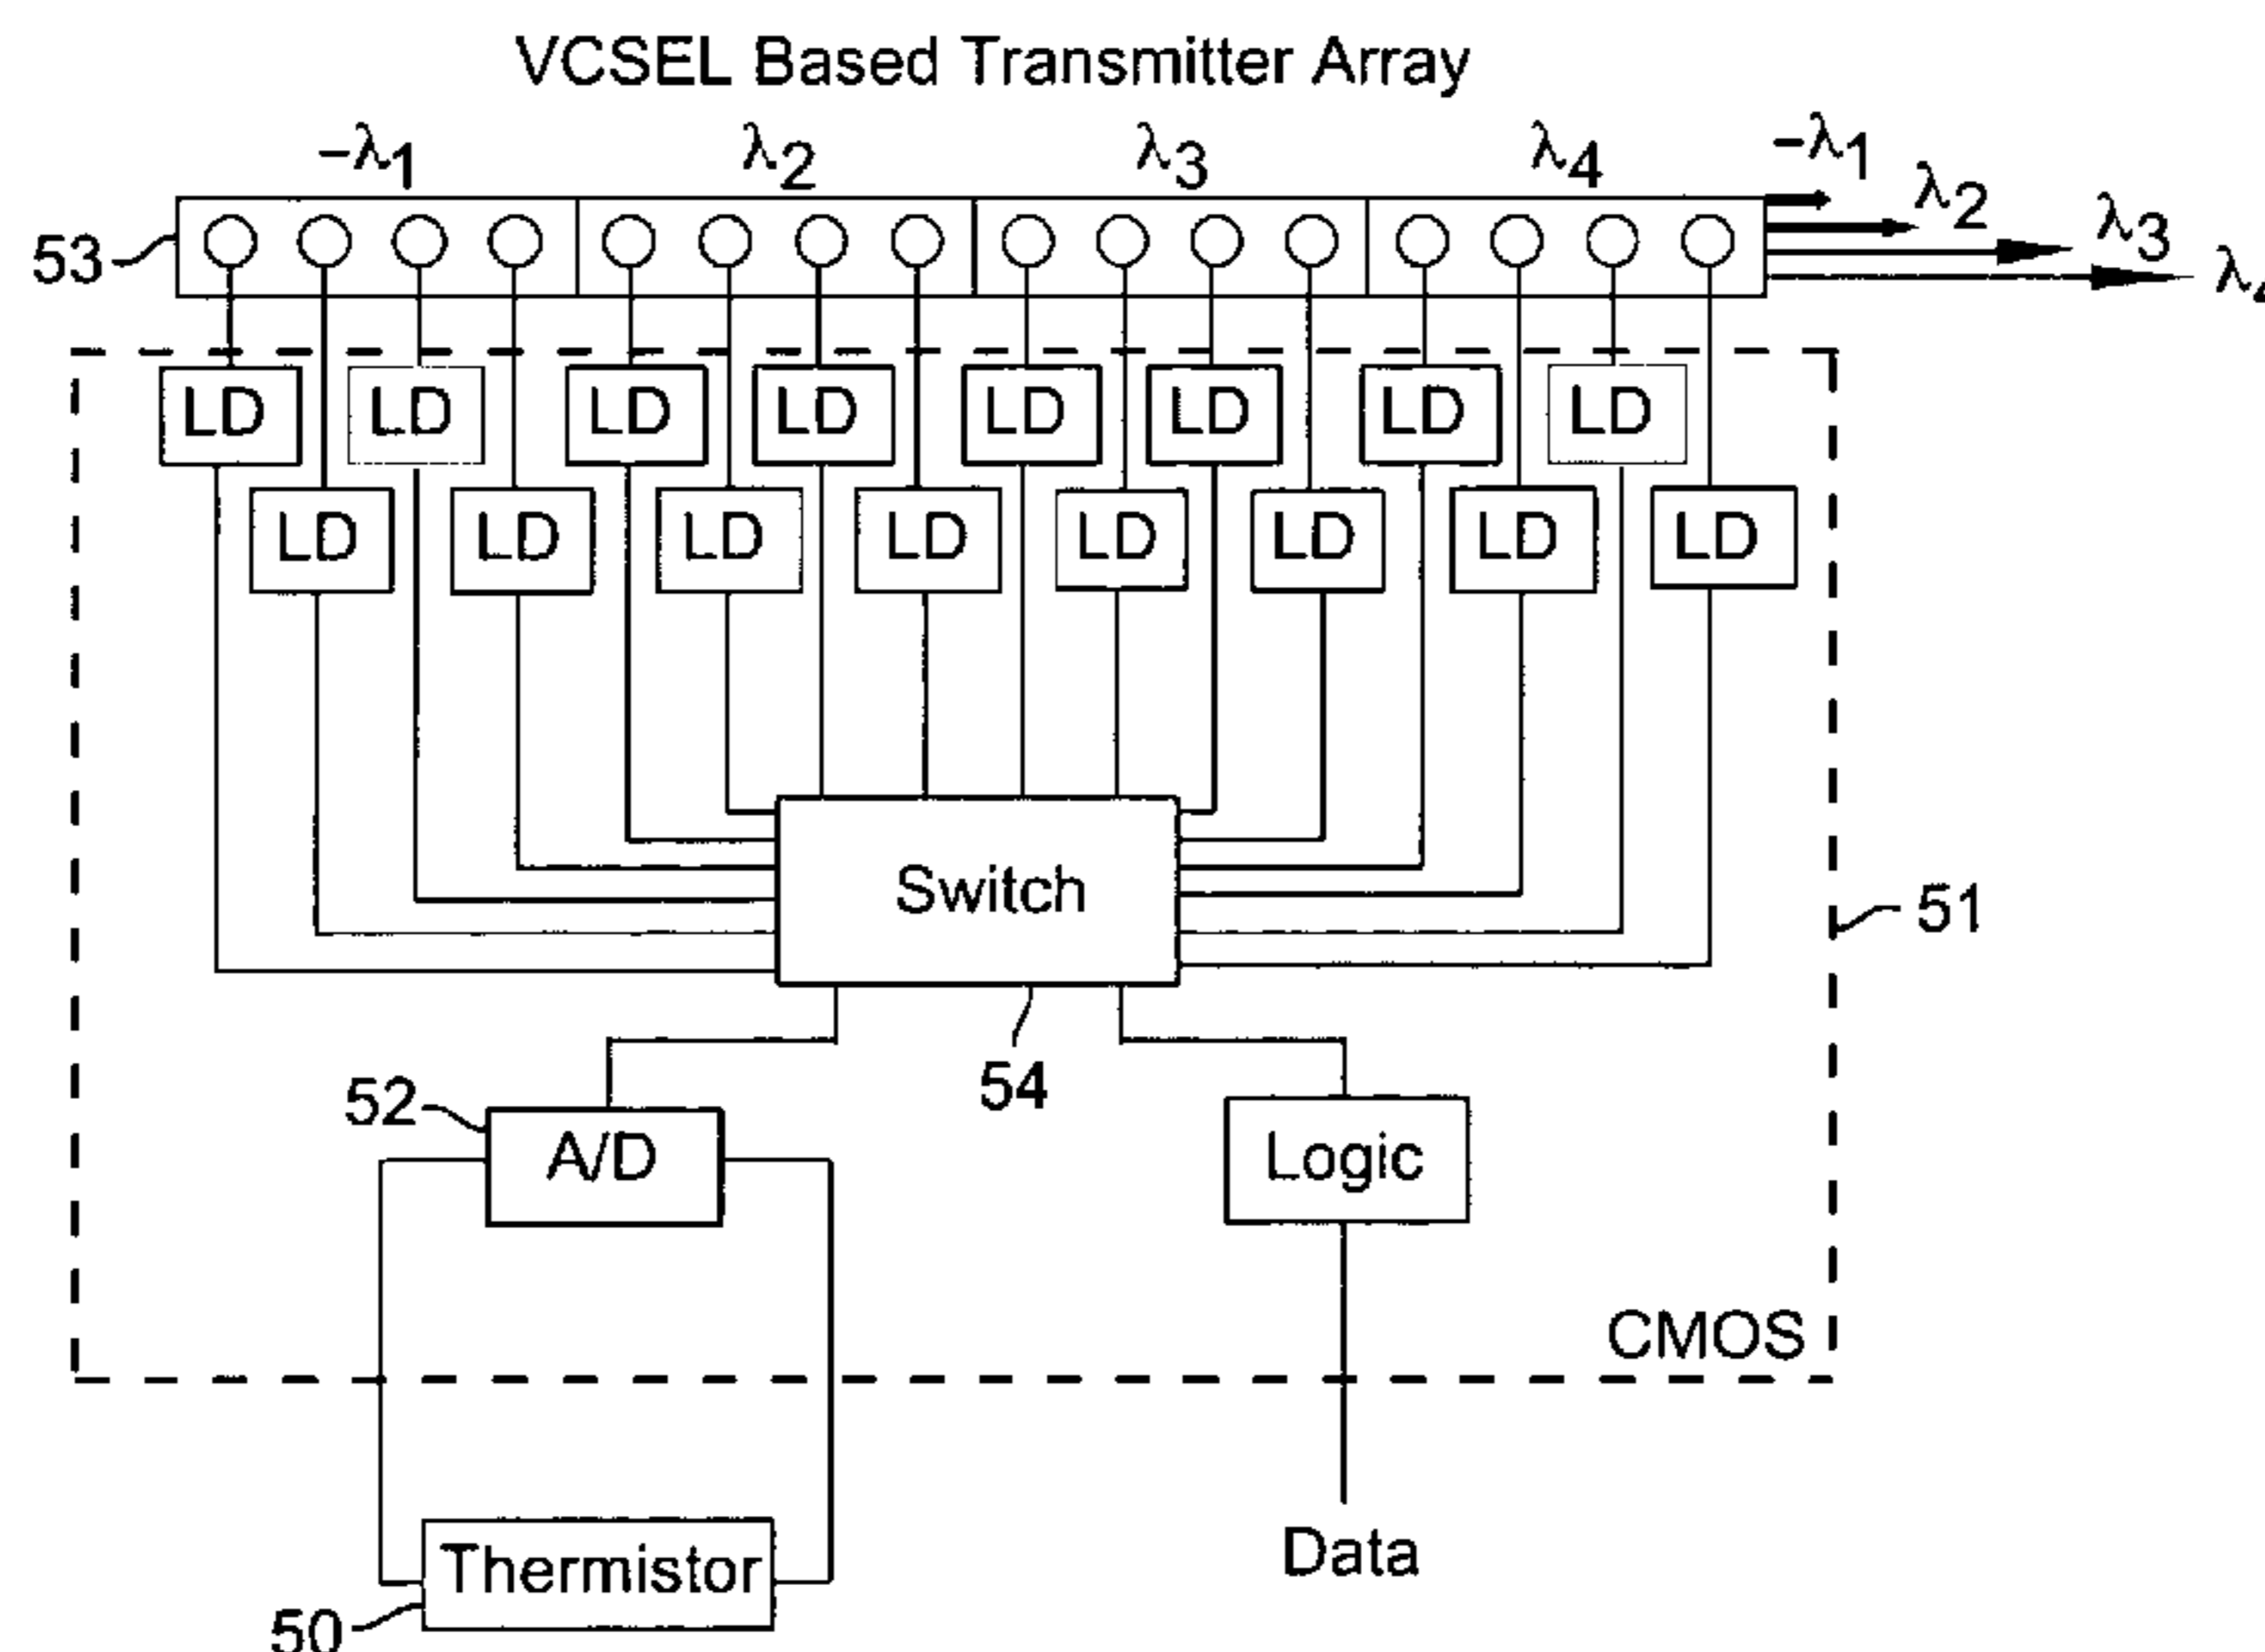 VCSEL Based Transmitter Array
–λ1 λ2 λ3 λ4 –λ1
λ2
λ3
λ4
53
LD LD LD LD LD LD LD LD
LD LD LD LD LD LD LD LD
Switch
51
54
52
A/D
Logic
CMOS
Data
Thermistor
50